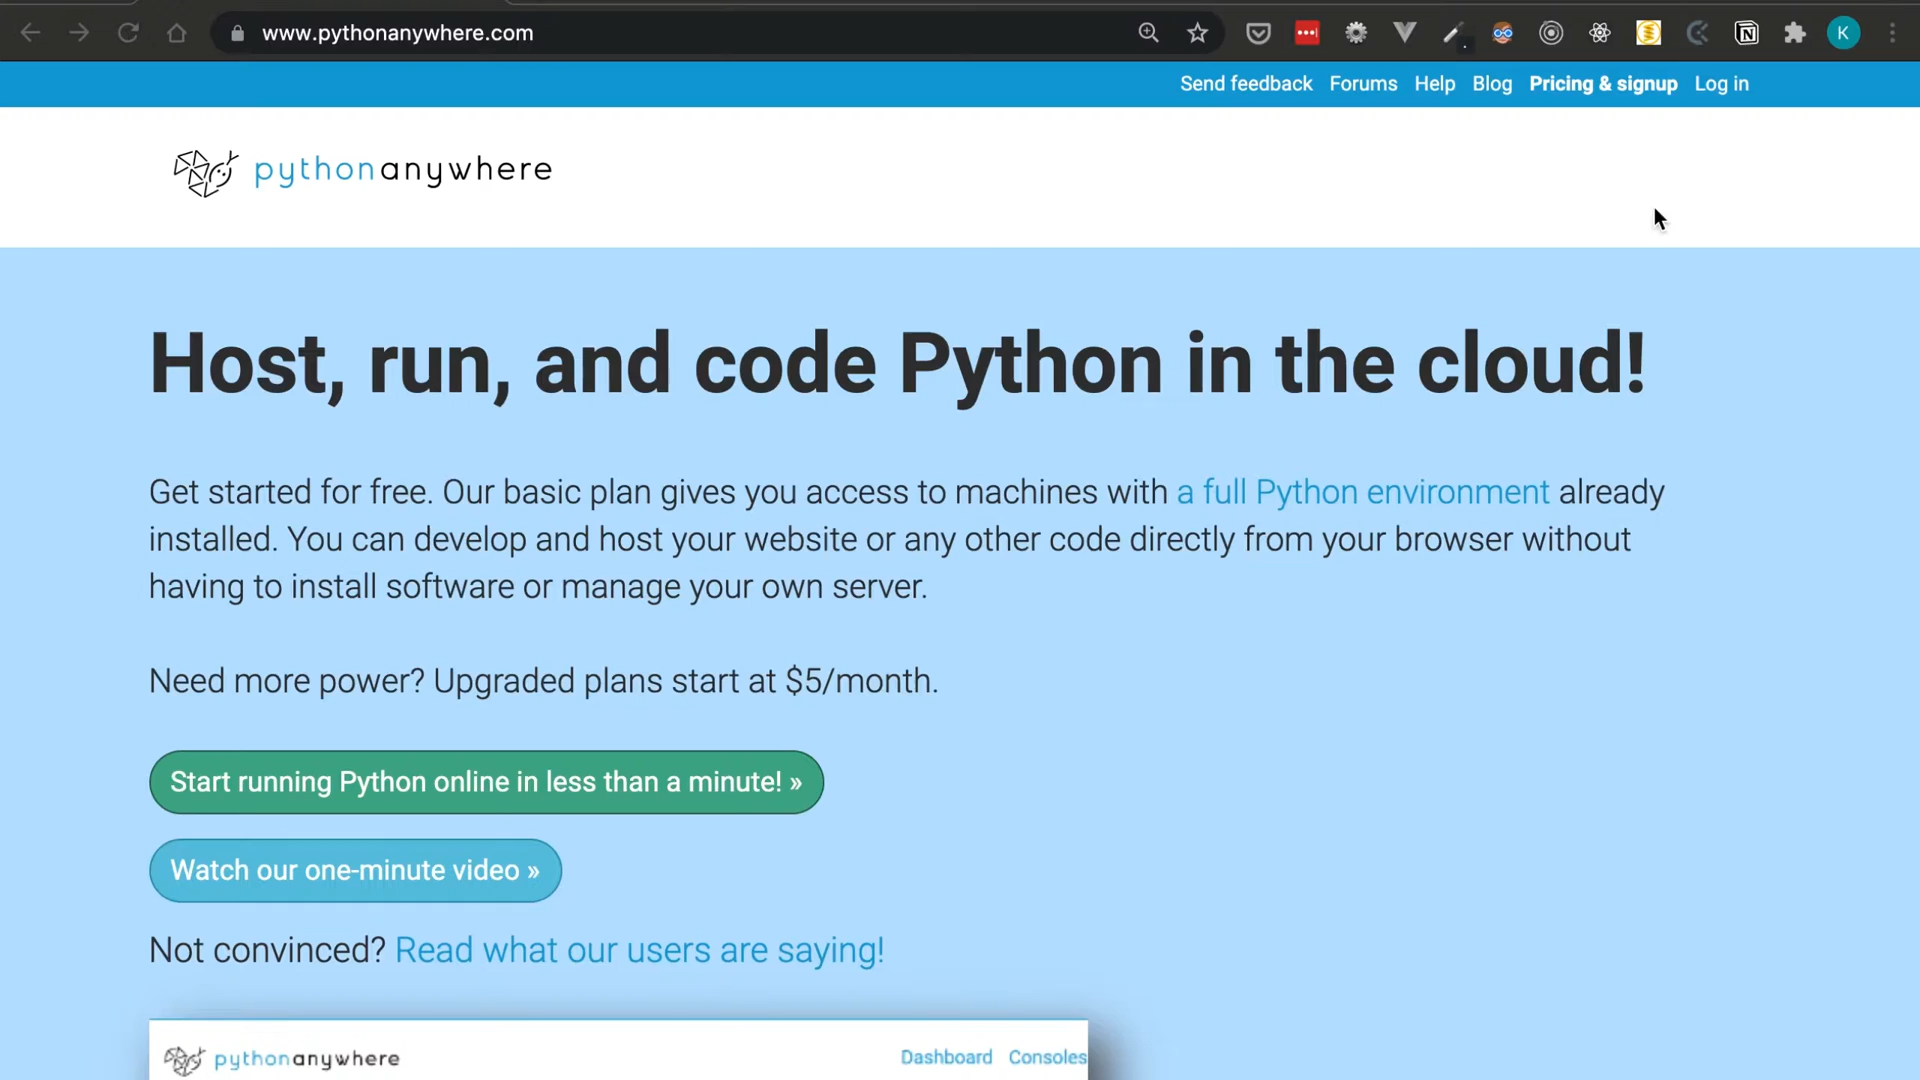 www.pythonanywhere.com
K
Send feedback Forums Help Blog Pricing & signup Log in
pythonanywhere
Host, run, and code Python in the cloud!
Get started for free. Our basic plan gives you access to machines with a full Python environment already
installed. You can develop and host your website or any other code directly from your browser without
having to install software or manage your own server.
Need more power? Upgraded plans start at $5/month.
Start running Python online in less than a minute! »
Watch our one-minute video »
Not convinced? Read what our users are saying!
pythonanywhere
Dashboard Consoles